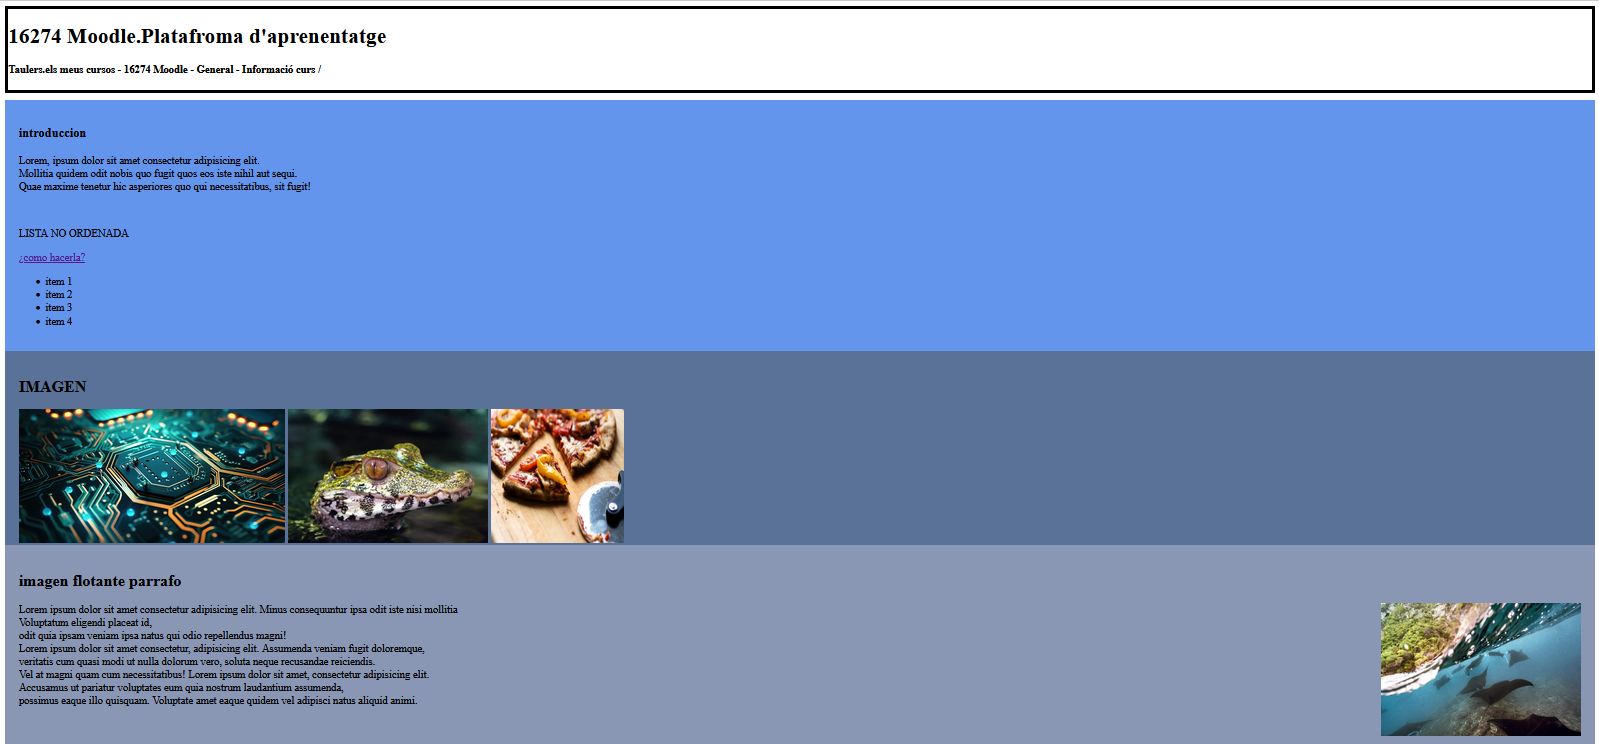 16274 Moodle.Platafroma d'aprenentatge
Taulers.els meus cursos - 16274 Moodle - General - Informació curs /
introduccion
Lorem, ipsum dolor sit amet consectetur adipisicing elit.
Mollitia quidem odit nobis quo fugit quos eos iste nihil aut sequi.
Quae maxime tenetur hic asperiores quo qui necessitatibus, sit fugit!
LISTA NO ORDENADA
¿como hacerla?
• item 1
• item 2
• item 3
• item 4
IMAGEN
imagen flotante parrafo
Lorem ipsum dolor sit amet consectetur adipisicing elit. Minus consequuntur ipsa odit iste nisi mollitia
Voluptatum eligendi placeat id,
odit quia ipsam veniam ipsa natus qui odio repellendus magni!
Lorem ipsum dolor sit amet consectetur, adipisicing elit. Assumenda veniam fugit doloremque,
veritatis cum quasi modi ut nulla dolorum vero, soluta neque recusandae reiciendis.
Vel at magni quam cum necessitatibus! Lorem ipsum dolor sit amet, consectetur adipisicing elit.
Accusamus ut pariatur voluptates eum quia nostrum laudantium assumenda,
possimus eaque illo quisquam. Voluptate amet eaque quidem vel adipisci natus aliquid animi.